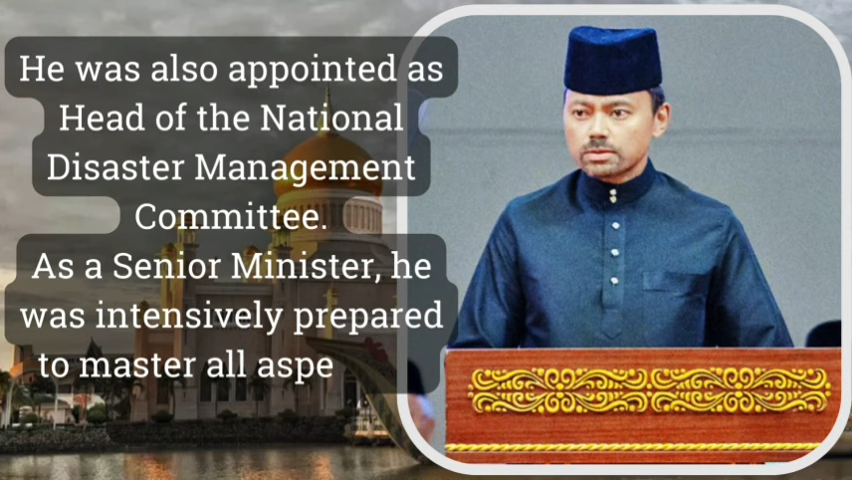 He was also appointed as
Head of the National
Disaster Management
Committee.
As a Senior Minister, he
was intensively prepared
to master all aspe